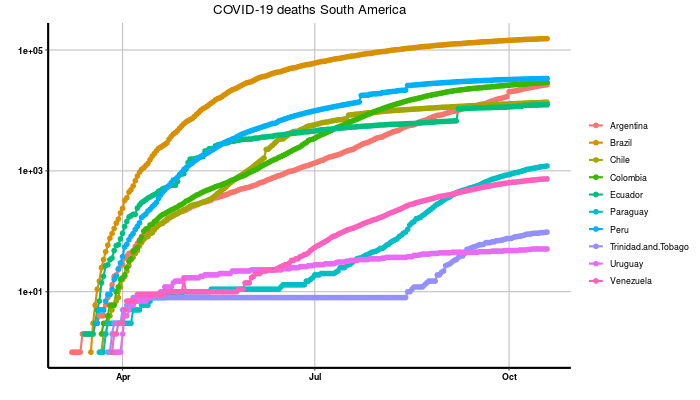 COVID-19 deaths South America
1e+05
1e+03
1e+01
Apr Jul Oct
Argentina
Brazil
Chile
Colombia
Ecuador
Paraguay
Peru
Trinidad.and.Tobago
Uruguay
Venezuela